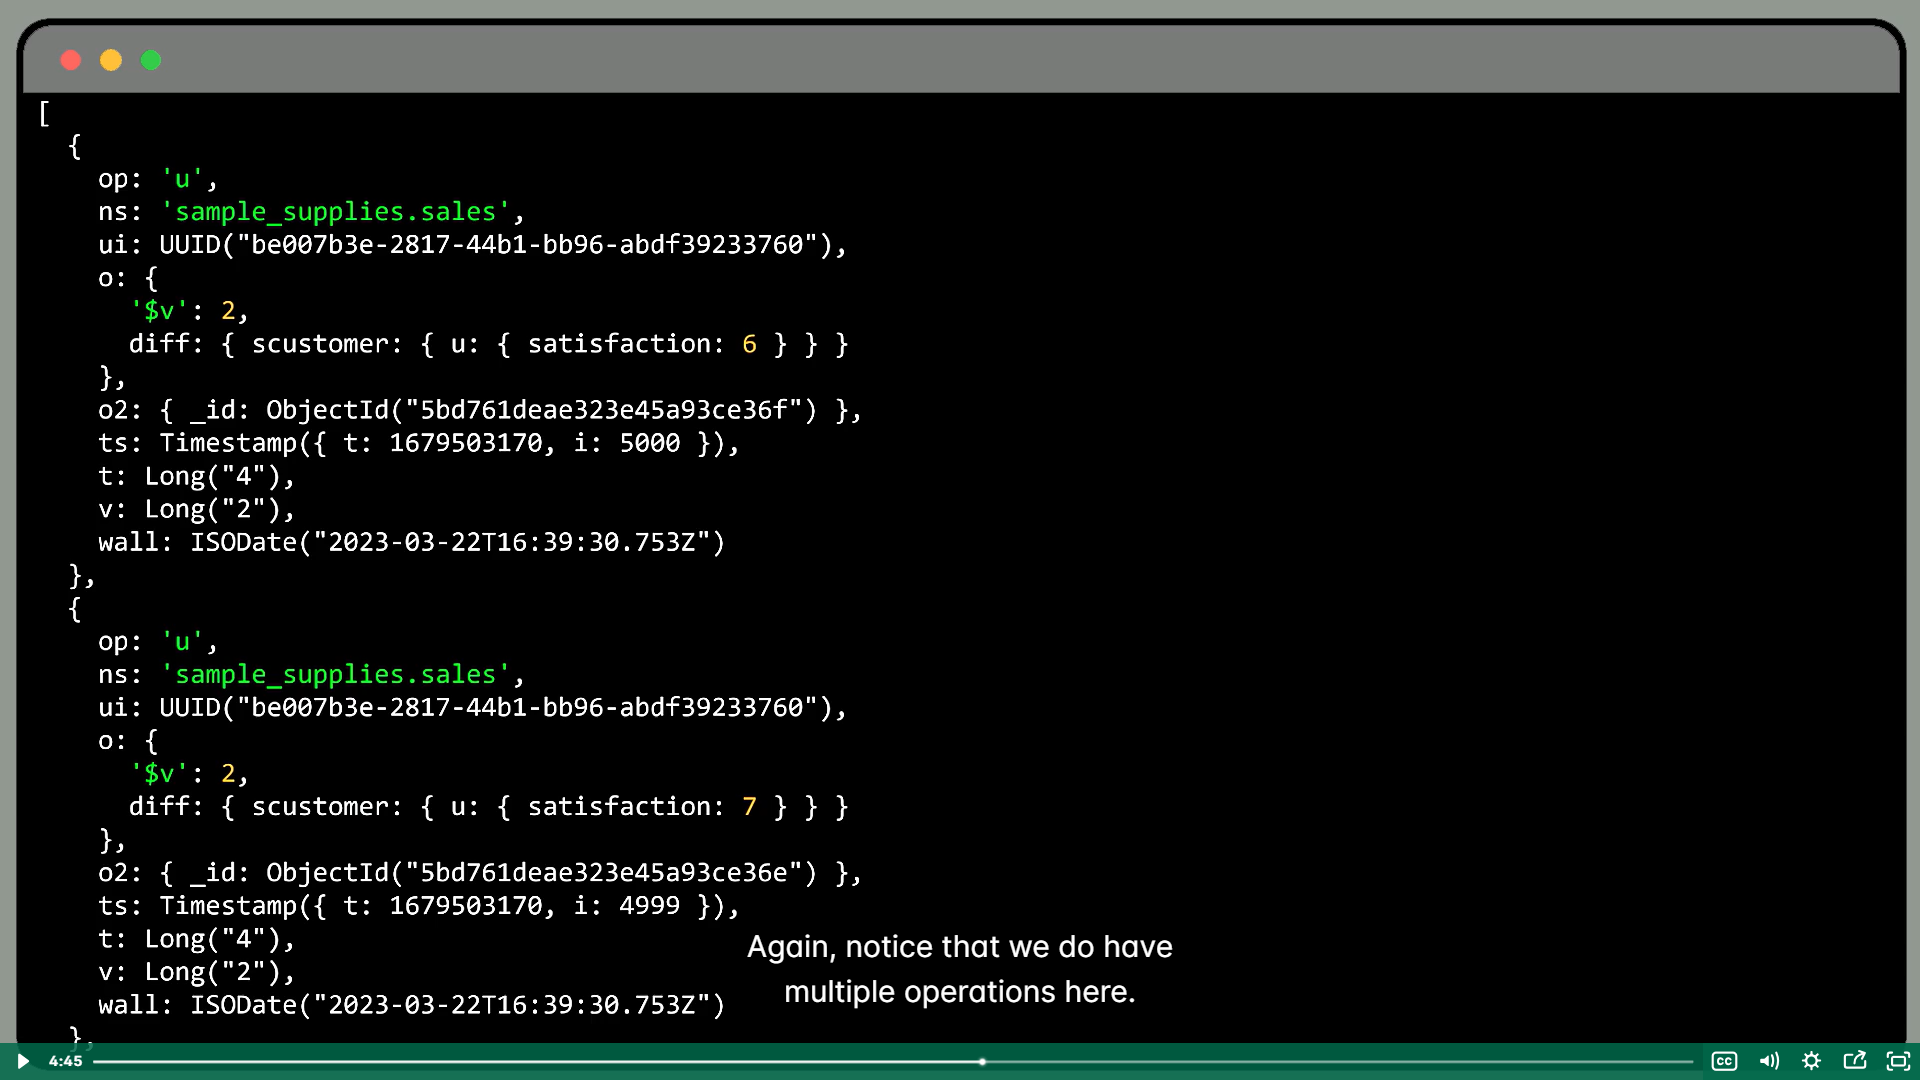 [
{
op: 'u',
ns: 'sample_supplies.sales',
ui: UUID("be007b3e-2817-44b1-bb96-abdf39233760"),
o: {
'$v': 2,
diff: { scustomer: { u: { satisfaction: 6 } } }
},
o2: { _id: ObjectId("5bd761deae323e45a93ce36f") },
ts: Timestamp({ t: 1679503170, i: 5000 }),
t: Long("4"),
v: Long("2"),
wall: ISODate("2023-03-22T16:39:30.753Z")
},
{
op: 'u',
ns: 'sample_supplies.sales',
ui: UUID("be007b3e-2817-44b1-bb96-abdf39233760"),
o: {
'$v': 2,
diff: { scustomer: { u: { satisfaction: 7 } } }
},
o2: { _id: ObjectId("5bd761deae323e45a93ce36e") },
ts: Timestamp({ t: 1679503170, i: 4999 }),
t: Long("4"),
v: Long("2"),
wall: ISODate("2023-03-22T16:39:30.753Z")
},
Again, notice that we do have
multiple operations here.
4:45
CC